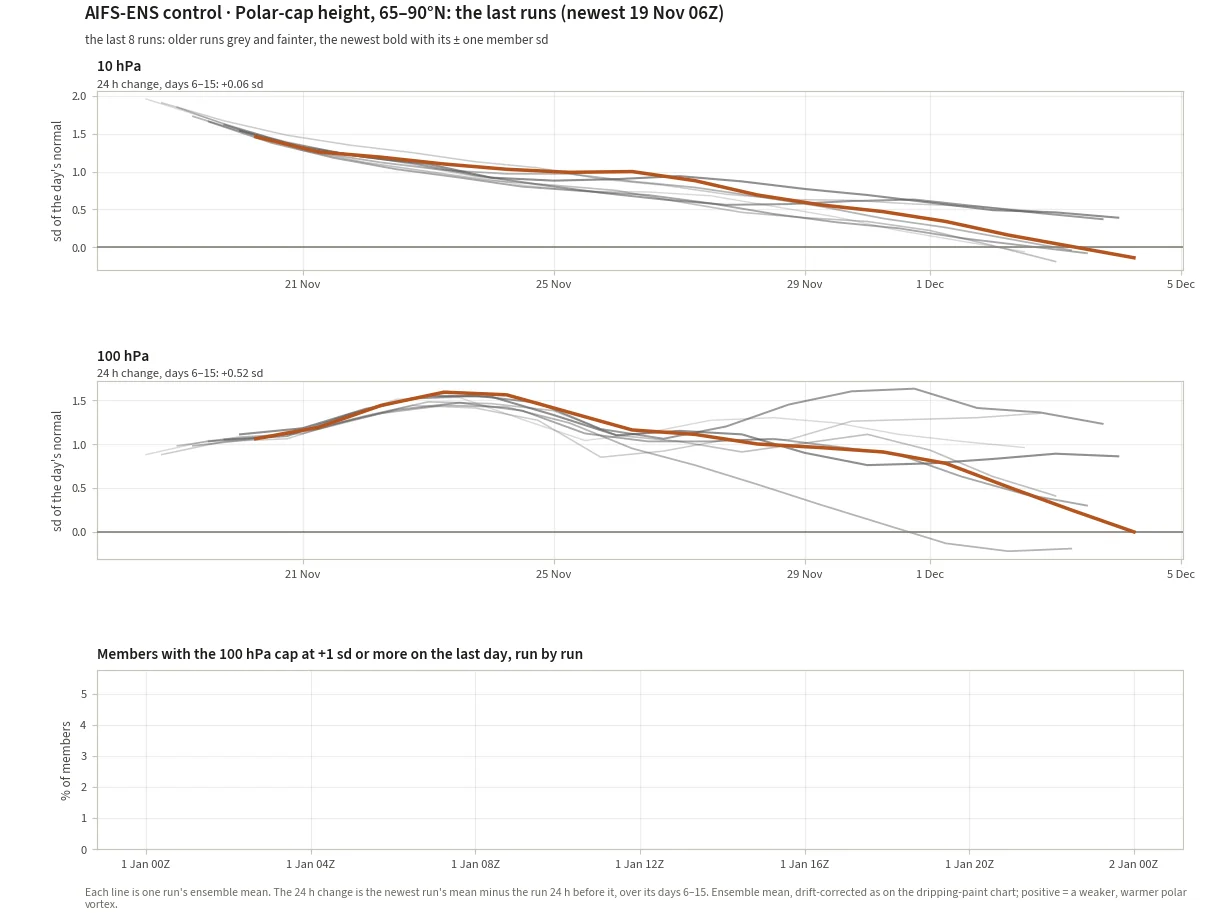 AIFS-ENS control · Polar-cap height, 65–90°N: the last runs (newest 19 Nov 06Z)
the last 8 runs: older runs grey and fainter, the newest bold with its ± one member sd
10 hPa
24 h change, days 6–15: +0.06 sd
sd of the day's normal
2.0
1.5
1.0
0.5
0.0
21 Nov
25 Nov
29 Nov
1 Dec
5 Dec
100 hPa
24 h change, days 6–15: +0.52 sd
sd of the day's normal
1.5
1.0
0.5
0.0
21 Nov
25 Nov
29 Nov
1 Dec
5 Dec
Members with the 100 hPa cap at +1 sd or more on the last day, run by run
% of members
5
4
3
2
1
0
1 Jan 00Z
1 Jan 04Z
1 Jan 08Z
1 Jan 12Z
1 Jan 16Z
1 Jan 20Z
2 Jan 00Z
Each line is one run's ensemble mean. The 24 h change is the newest run's mean minus the run 24 h before it, over its days 6–15. Ensemble mean, drift-corrected as on the dripping-paint chart; positive = a weaker, warmer polar
vortex.